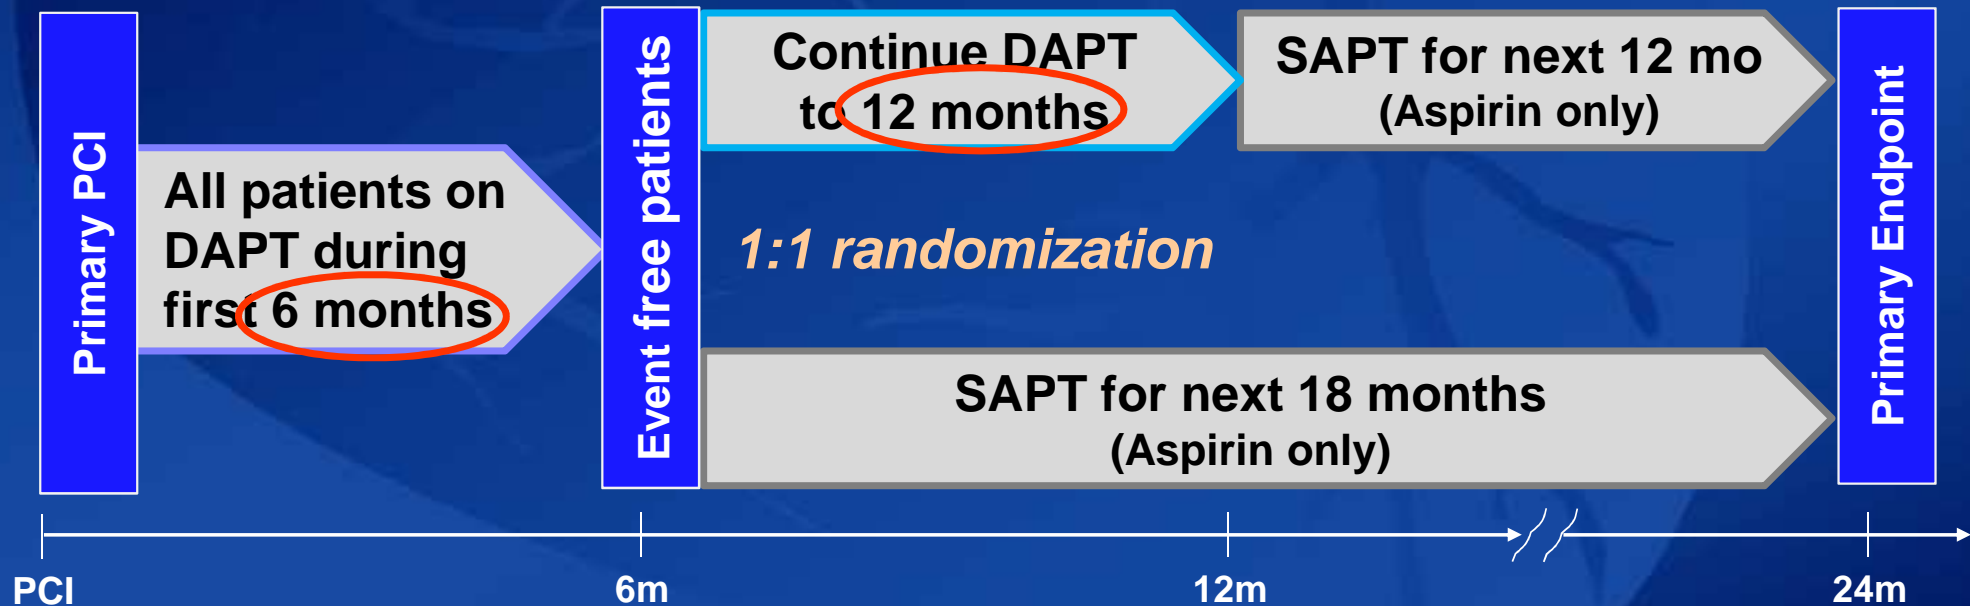 Primary PCI
All patients on
DAPT during
first 6 months
Event free patients
Continue DAPT
to 12 months
SAPT for next 12 mo
(Aspirin only)
1:1 randomization
SAPT for next 18 months
(Aspirin only)
Primary Endpoint
PCI
6m
12m
24m